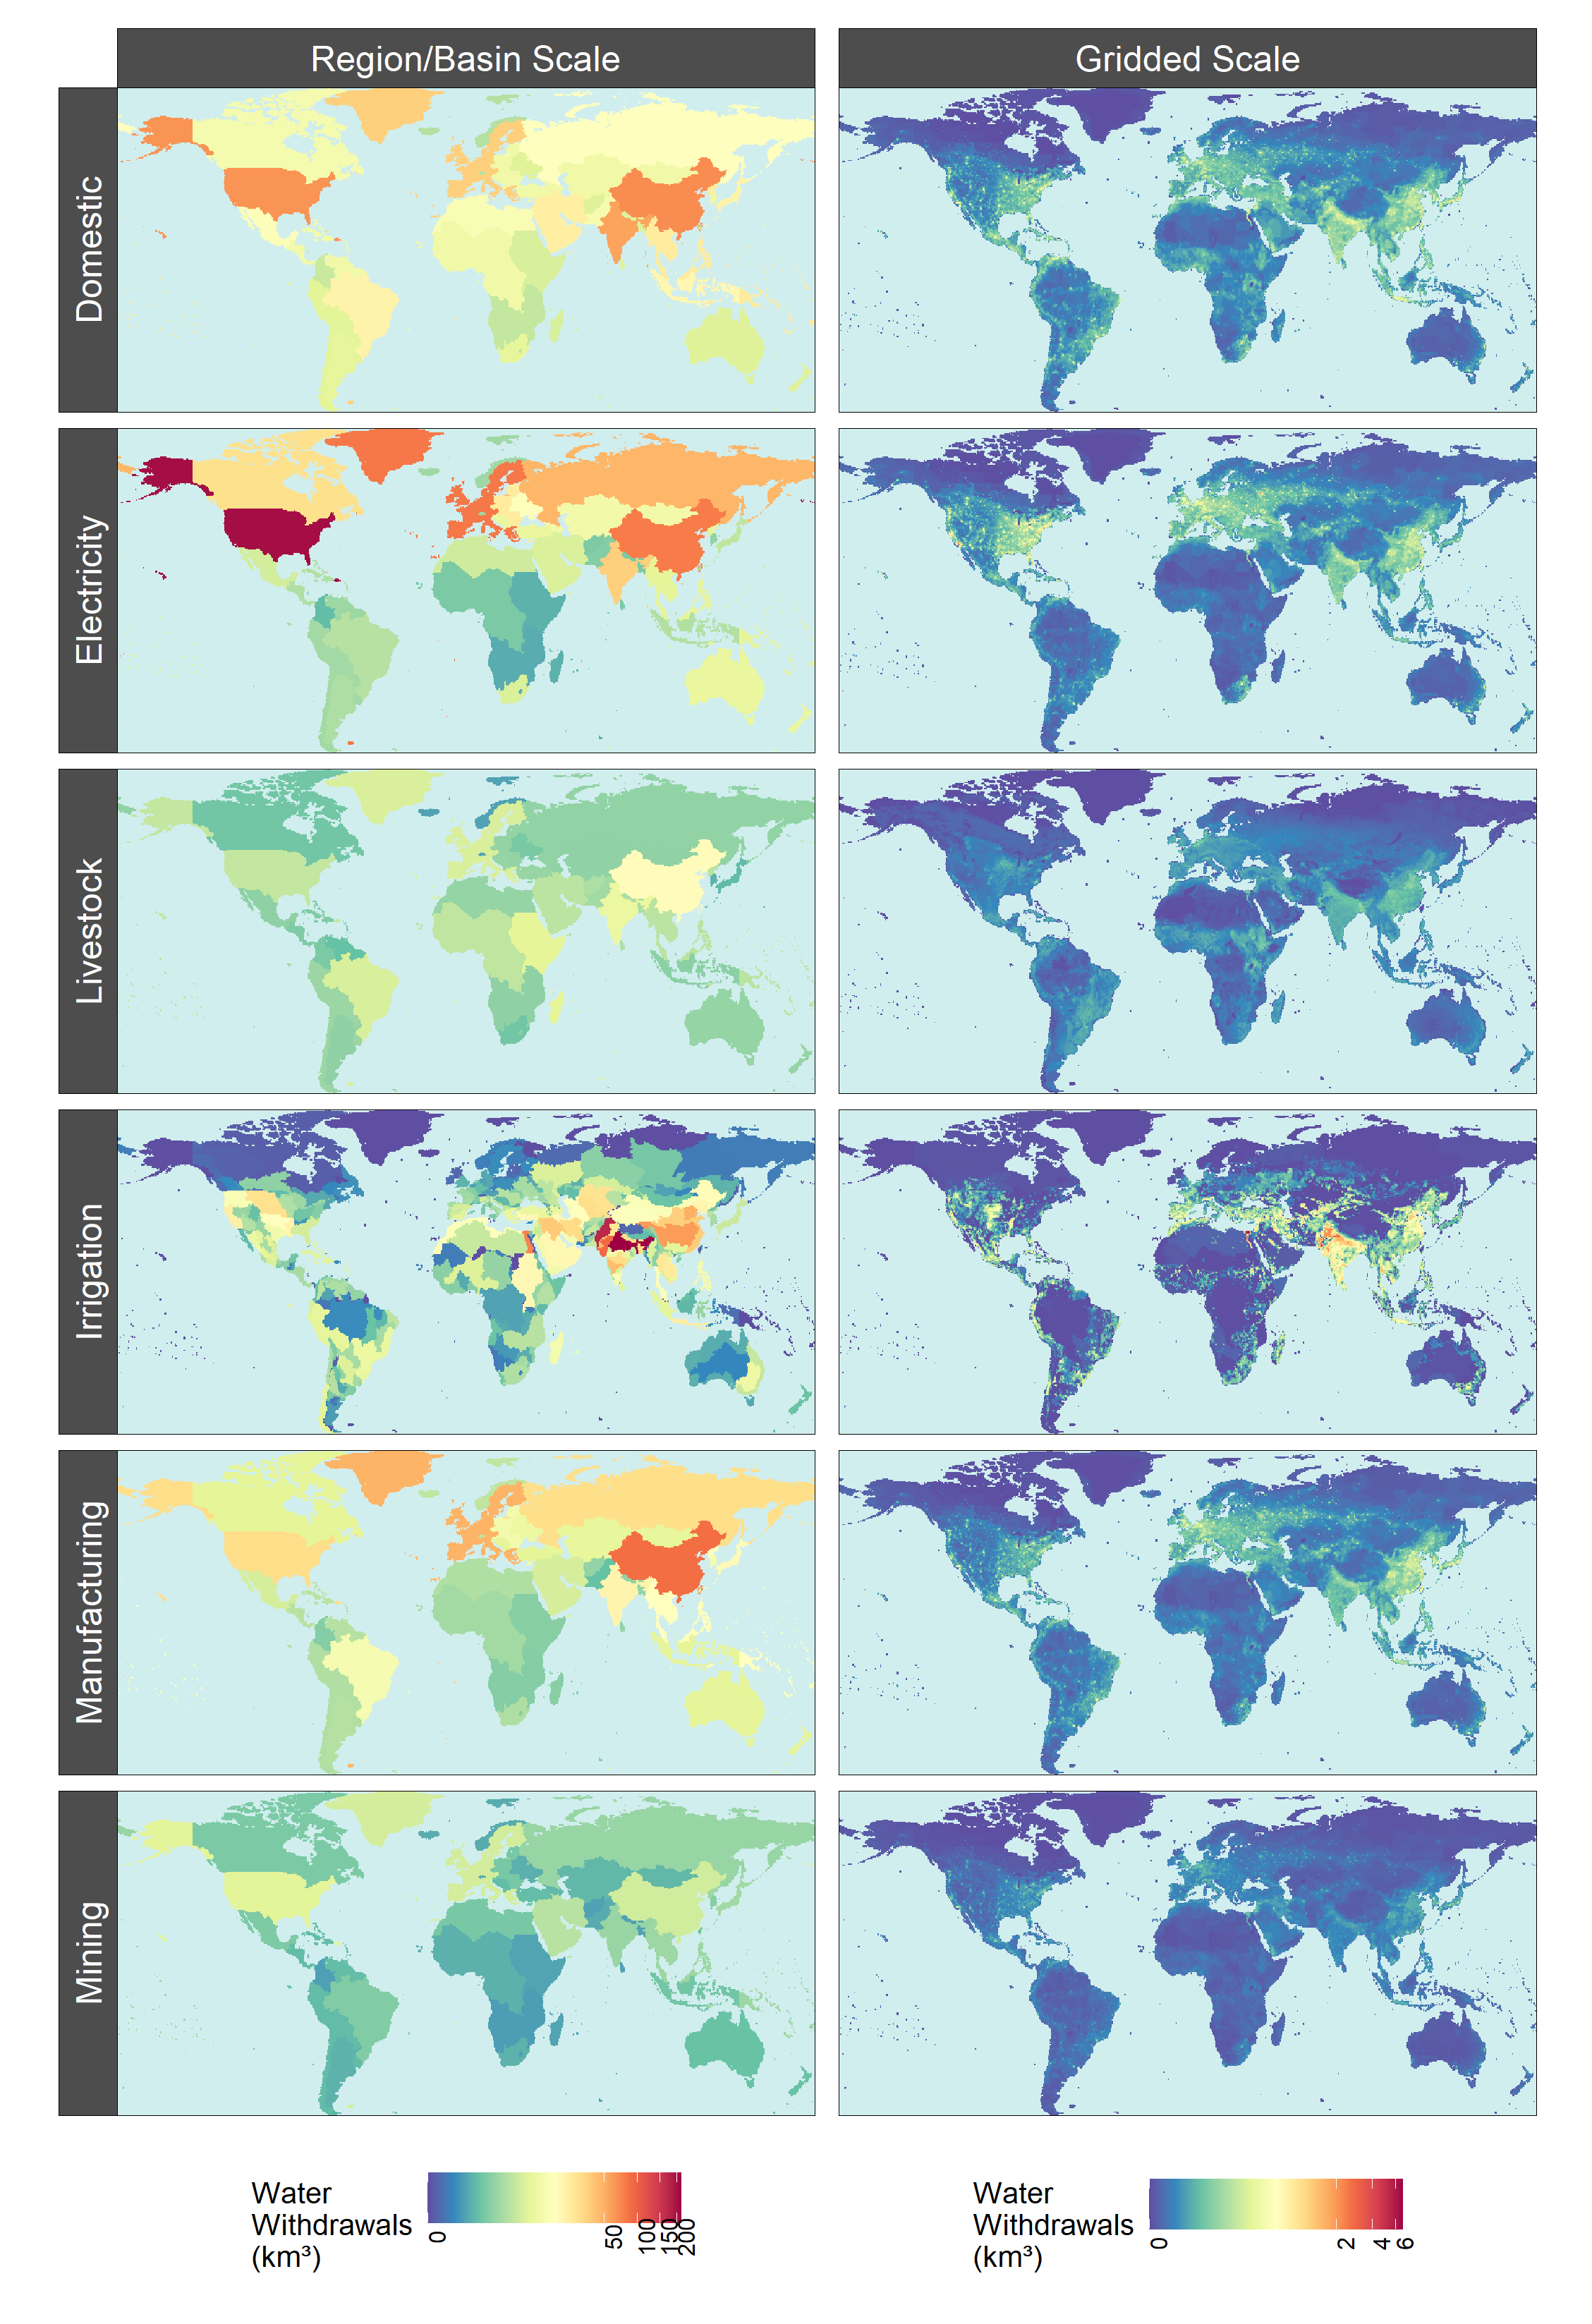 Region/Basin Scale
Gridded Scale
Domestic
Electricity
Livestock
Irrigation
Manufacturing
Mining
Water
Withdrawals
(km³)
0
50
100
150
200
Water
Withdrawals
(km³)
0
2
4
6